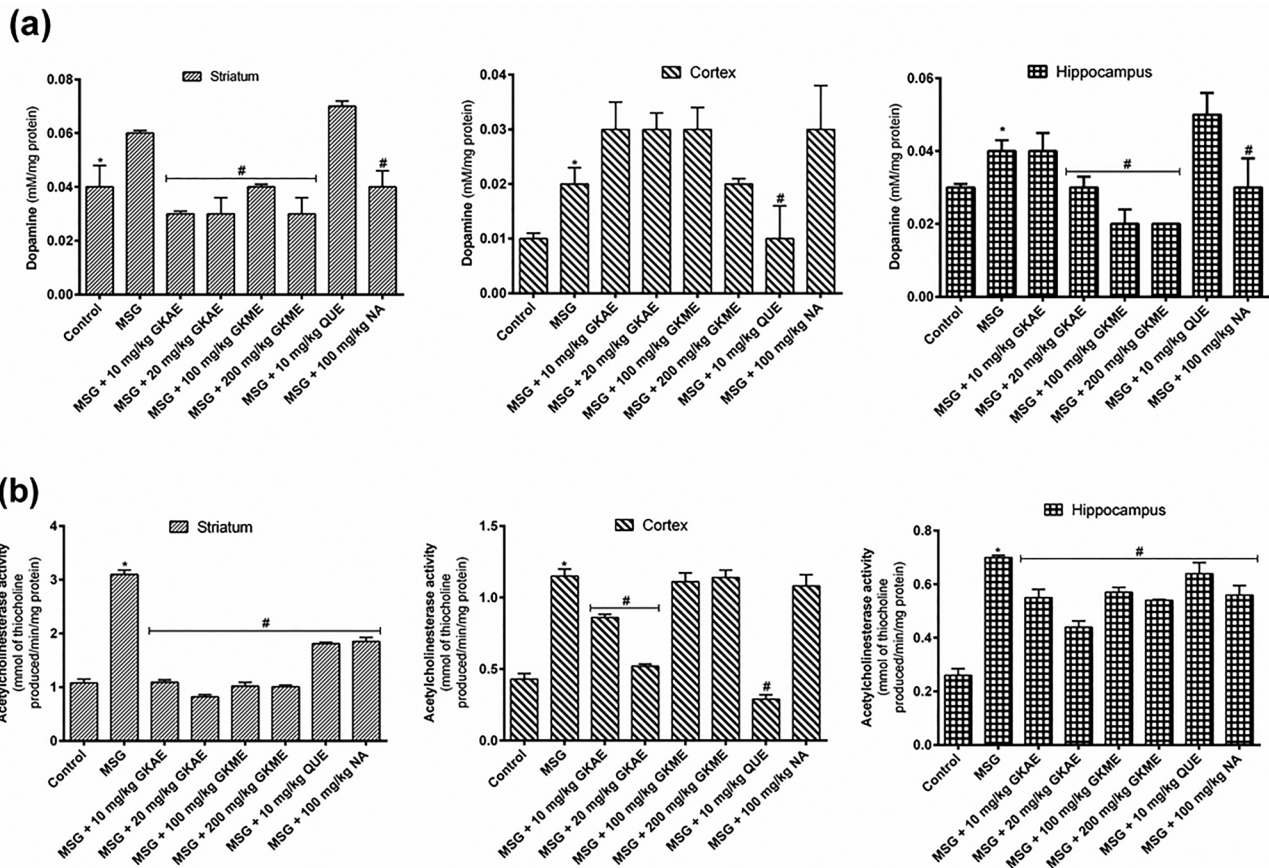 (a)
Striatum
Dopamine (mM/mg protein)
0.08
0.06
0.04
0.02
0.00
*
#
#
Control
MSG
MSG + 10 mg/kg GKAE
MSG + 20 mg/kg GKAE
MSG + 100 mg/kg GKME
MSG + 200 mg/kg GKME
MSG + 10 mg/kg QUE
MSG + 100 mg/kg NA
Cortex
Dopamine (mM/mg protein)
0.04
0.03
0.02
0.01
0.00
*
#
Control
MSG
MSG + 10 mg/kg GKAE
MSG + 20 mg/kg GKAE
MSG + 100 mg/kg GKME
MSG + 200 mg/kg GKME
MSG + 10 mg/kg QUE
MSG + 100 mg/kg NA
Hippocampus
Dopamine (mM/mg protein)
0.06
0.04
0.02
0.00
*
#
#
Control
MSG
MSG + 10 mg/kg GKAE
MSG + 20 mg/kg GKAE
MSG + 100 mg/kg GKME
MSG + 200 mg/kg GKME
MSG + 10 mg/kg QUE
MSG + 100 mg/kg NA
(b)
Striatum
Acetylcholinesterase activity
(mmol of thiocholine
produced/min/mg protein)
4
3
2
1
0
*
#
Control
MSG
MSG + 10 mg/kg GKAE
MSG + 20 mg/kg GKAE
MSG + 100 mg/kg GKME
MSG + 200 mg/kg GKME
MSG + 10 mg/kg QUE
MSG + 100 mg/kg NA
Cortex
Acetylcholinesterase activity
(mmol of thiocholine
produced/min/mg protein)
1.5
1.0
0.5
0.0
*
#
#
Control
MSG
MSG + 10 mg/kg GKAE
MSG + 20 mg/kg GKAE
MSG + 100 mg/kg GKME
MSG + 200 mg/kg GKME
MSG + 10 mg/kg QUE
MSG + 100 mg/kg NA
Hippocampus
Acetylcholinesterase activity
(mmol of thiocholine
produced/min/mg protein)
0.8
0.6
0.4
0.2
0.0
*
#
Control
MSG
MSG + 10 mg/kg GKAE
MSG + 20 mg/kg GKAE
MSG + 100 mg/kg GKME
MSG + 200 mg/kg GKME
MSG + 10 mg/kg QUE
MSG + 100 mg/kg NA